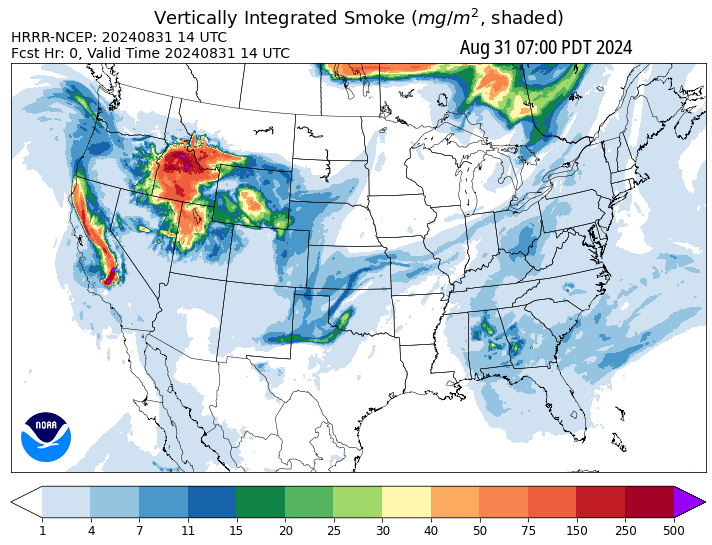 Vertically Integrated Smoke (mg/m², shaded)
HRRR-NCEP: 20240831 14 UTC
Fcst Hr: 0, Valid Time 20240831 14 UTC
Aug 31 07:00 PDT 2024
NOAA
1 4 7 11 15 20 25 30 40 50 75 150 250 500